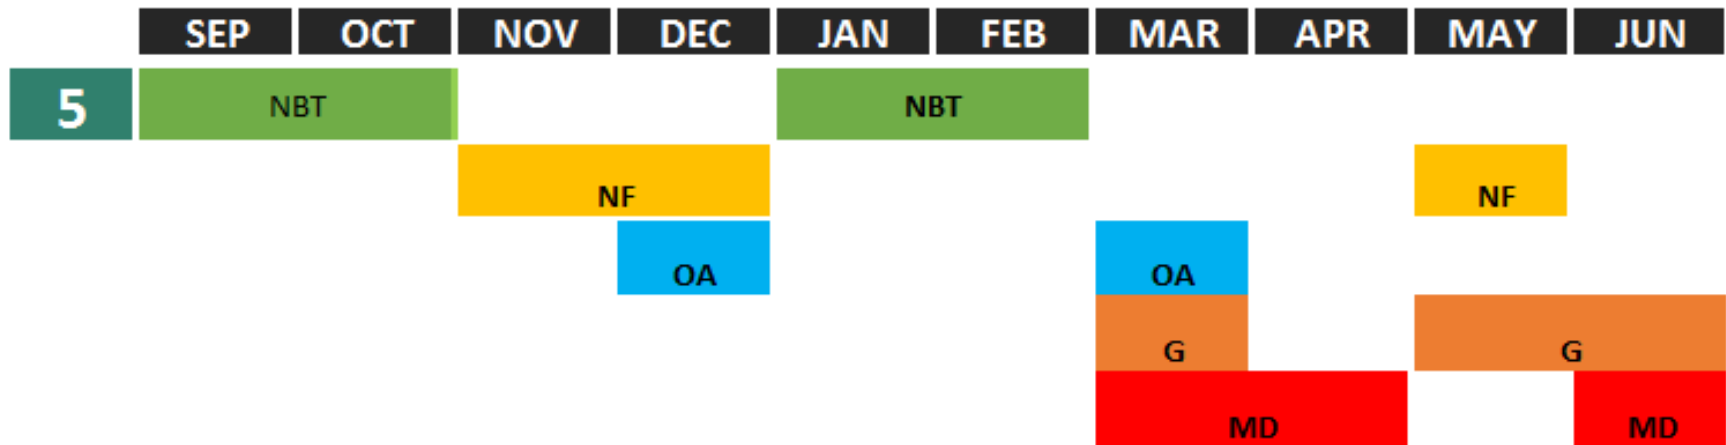 SEP OCT NOV DEC JAN FEB MAR APR MAY JUN
5 NBT NBT
NF NF
OA OA
G G
MD MD